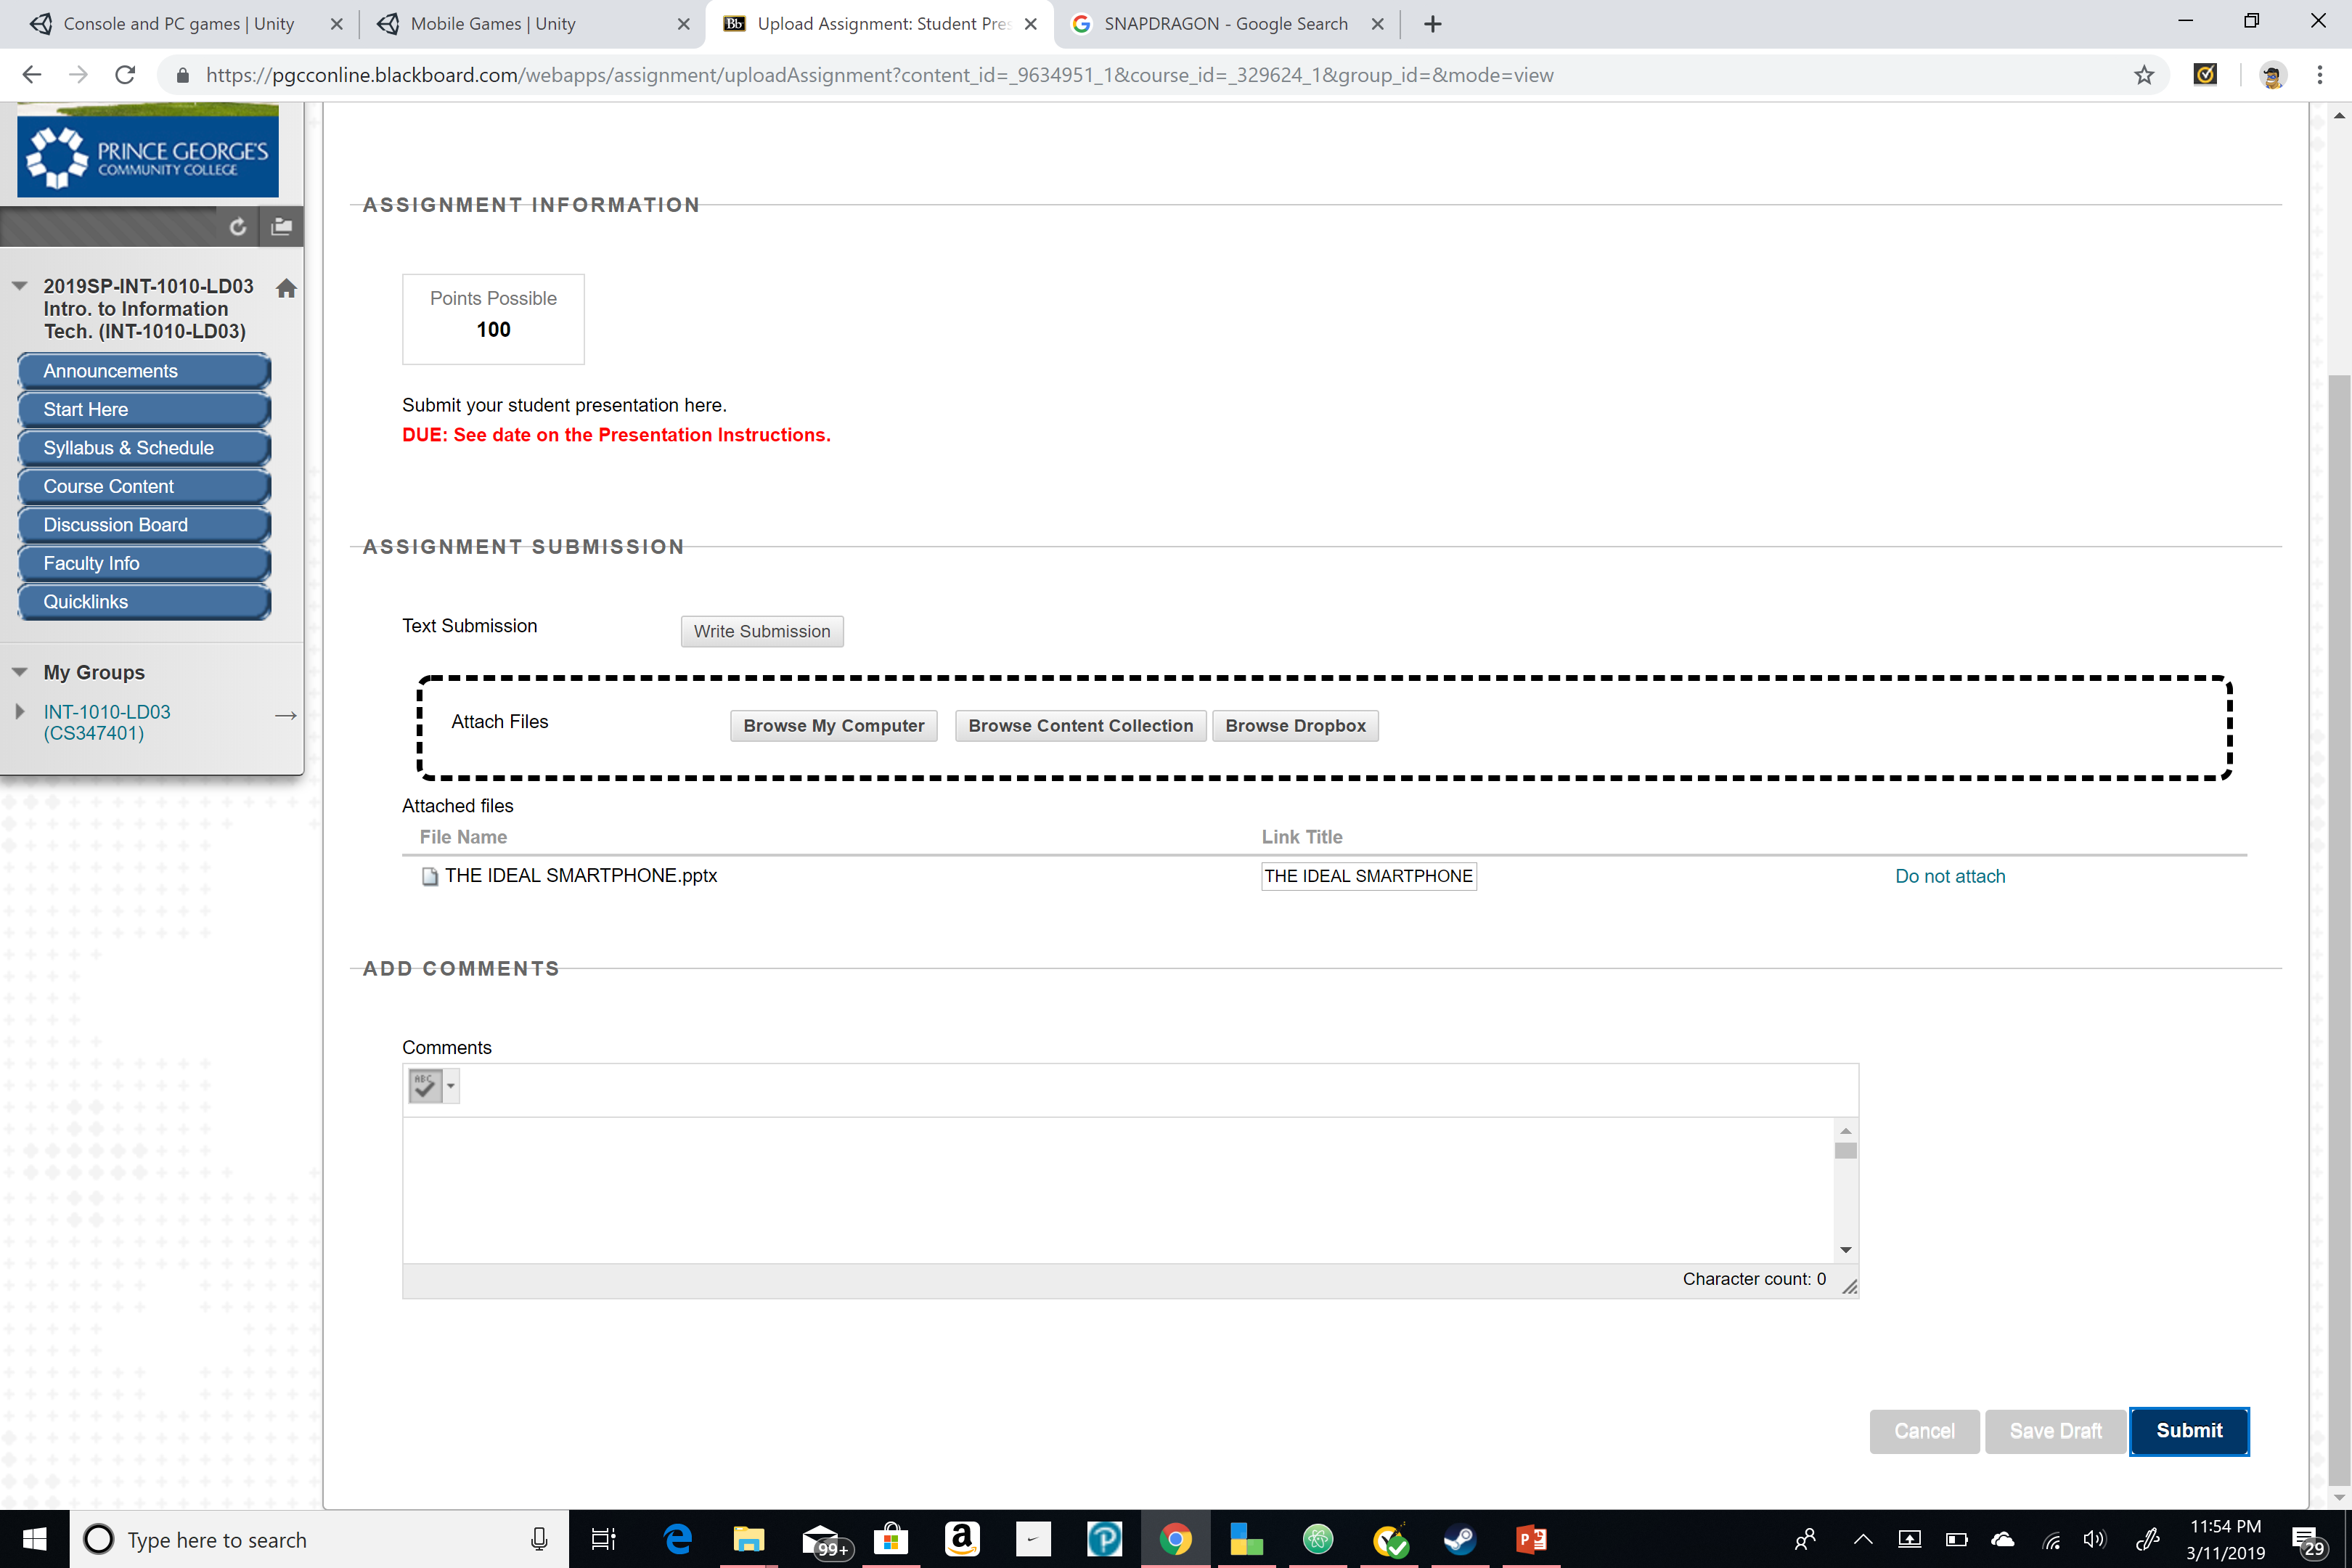 Console and PC games | Unity
Mobile Games | Unity
Bb Upload Assignment: Student Pres
G SNAPDRAGON - Google Search
https://pgcconline.blackboard.com/webapps/assignment/uploadAssignment?content_id=_9634951_1&course_id=_329624_1&group_id=&mode=view
PRINCE GEORGE'S
COMMUNITY COLLEGE
2019SP-INT-1010-LD03
Intro. to Information
Tech. (INT-1010-LD03)
Announcements
Start Here
Syllabus & Schedule
Course Content
Discussion Board
Faculty Info
Quicklinks
My Groups
INT-1010-LD03
(CS347401)
ASSIGNMENT INFORMATION
Points Possible
100
Submit your student presentation here.
DUE: See date on the Presentation Instructions.
ASSIGNMENT SUBMISSION
Text Submission
Write Submission
Attach Files
Browse My Computer
Browse Content Collection
Browse Dropbox
Attached files
File Name
Link Title
THE IDEAL SMARTPHONE.pptx
THE IDEAL SMARTPHONE
Do not attach
ADD COMMENTS
Comments
ABC
Character count: 0
Cancel
Save Draft
Submit
Type here to search
99+
11:54 PM
3/11/2019
29